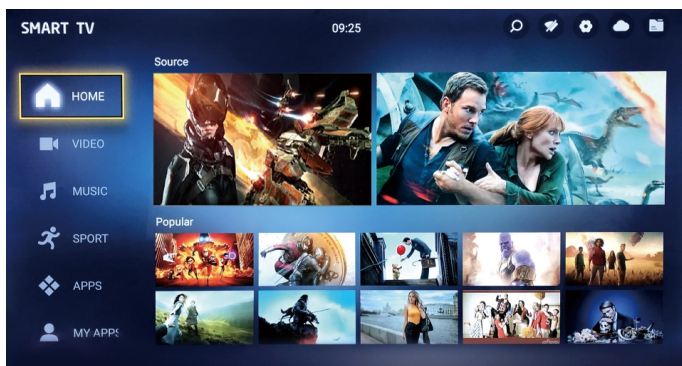 SMART TV
09:25
Source
HOME
VIDEO
MUSIC
Popular
SPORT
APPS
MY APPS